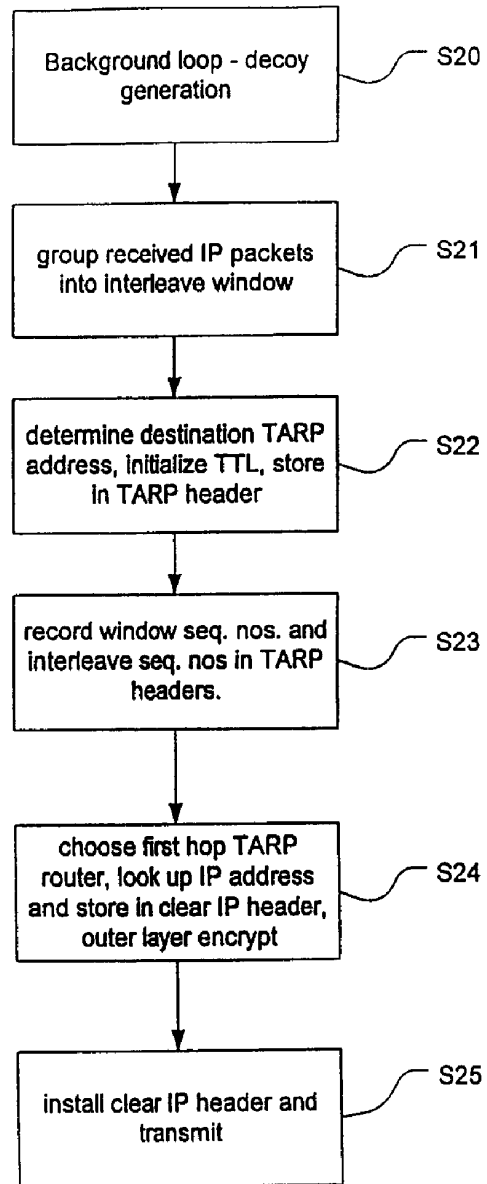 Background loop - decoy
generation
S20
group received IP packets
into interleave window
S21
determine destination TARP
address, initialize TTL, store
in TARP header
S22
record window seq. nos. and
interleave seq. nos in TARP
headers.
S23
choose first hop TARP
router, look up IP address
and store in clear IP header,
outer layer encrypt
S24
install clear IP header and
transmit
S25